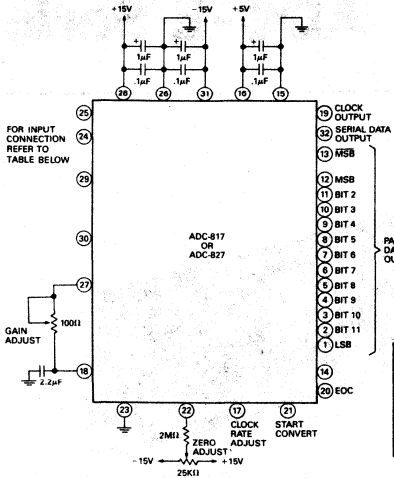 +15V
-15V
+5V
+
1µF
+
1µF
+
1µF
.1µF
.1µF
.1µF
28
26
31
16
15
25
24
29
30
27
18
FOR INPUT
CONNECTION
REFER TO
TABLE BELOW
ADC-817
OR
ADC-827
GAIN
ADJUST
100Ω
2.2µF
19 CLOCK
OUTPUT
32 SERIAL DATA
OUTPUT
13 MSB
12 MSB
11 BIT 2
10 BIT 3
9 BIT 4
8 BIT 5
7 BIT 6
6 BIT 7
5 BIT 8
4 BIT 9
3 BIT 10
2 BIT 11
1 LSB
14
20 EOC
PA
DA
OU
23
22
17
21
CLOCK
RATE
ADJUST
START
CONVERT
.2MΩ
ZERO
ADJUST
-15V
+15V
25KΩ